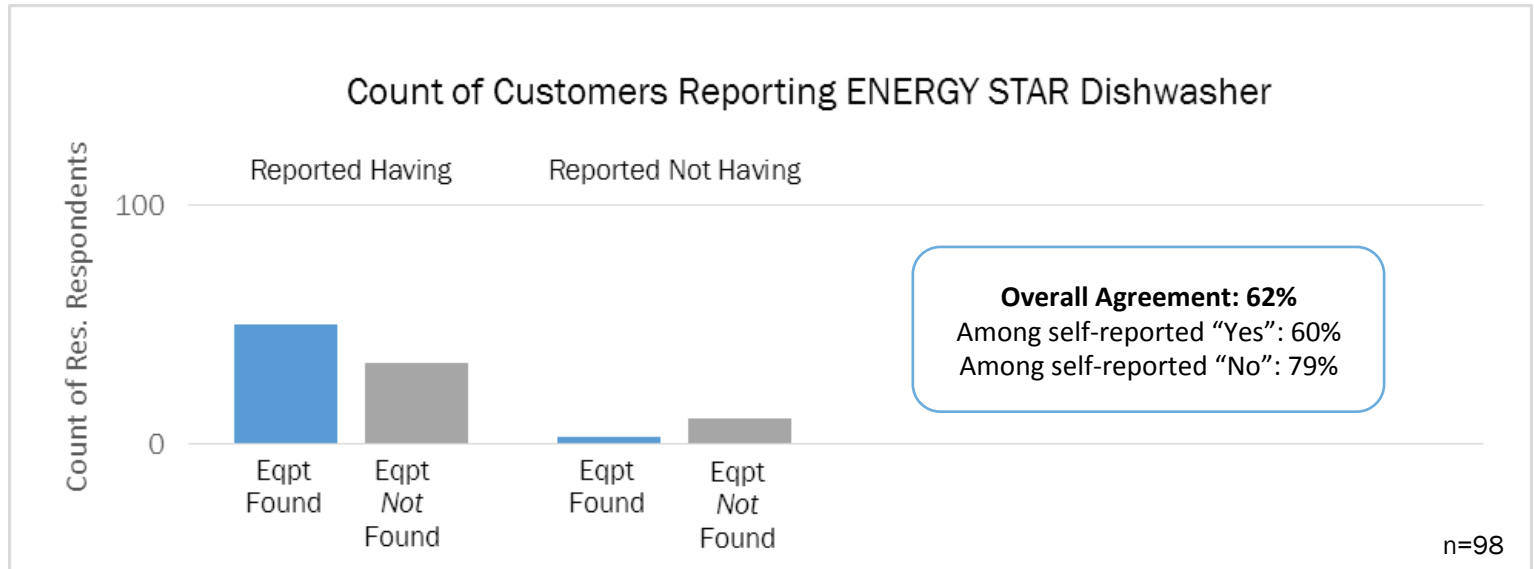 Count of Customers Reporting ENERGY STAR Dishwasher
Count of Res. Respondents
Reported Having
Reported Not Having
100
0
Eqpt
Found
Eqpt
Not
Found
Eqpt
Found
Eqpt
Not
Found
Overall Agreement: 62%
Among self-reported “Yes”: 60%
Among self-reported “No”: 79%
n=98